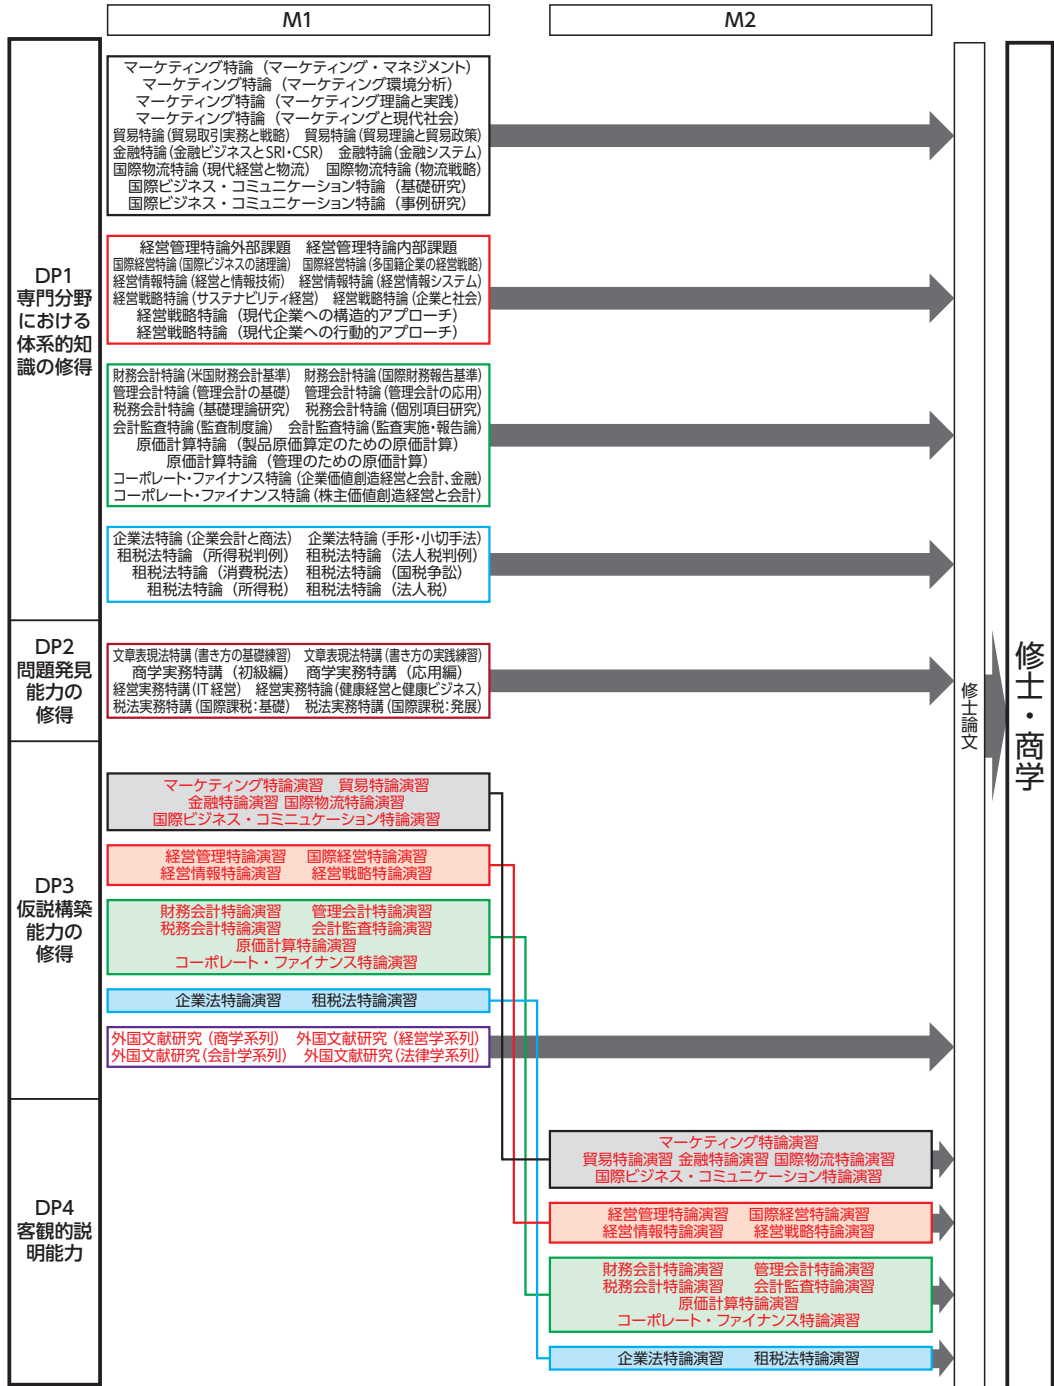 M1
M2
DP1
専門分野
における
体系的知
識の修得
マーケティング特論（マーケティング・マネジメント）
マーケティング特論（マーケティング環境分析）
マーケティング特論（マーケティング理論と実践）
マーケティング特論（マーケティングと現代社会）
貿易特論（貿易取引実務と戦略） 貿易特論（貿易理論と貿易政策）
金融特論（金融ビジネスとSRI・CSR） 金融特論（金融システム）
国際物流特論（現代経営と物流） 国際物流特論（物流戦略）
国際ビジネス・コミュニケーション特論（基礎研究）
国際ビジネス・コミュニケーション特論（事例研究）
経営管理特論外部課題 経営管理特論内部課題
国際経営特論（国際ビジネスの諸理論） 国際経営特論（多国籍企業の経営戦略）
経営情報特論（経営と情報技術） 経営情報特論（経営情報システム）
経営戦略特論（サステナビリティ経営） 経営戦略特論（企業と社会）
経営戦略特論（現代企業への構造的アプローチ）
経営戦略特論（現代企業への行動的アプローチ）
財務会計特論（米国財務会計基準） 財務会計特論（国際財務報告基準）
管理会計特論（管理会計の基礎） 管理会計特論（管理会計の応用）
税務会計特論（基礎理論研究） 税務会計特論（個別項目研究）
会計監査特論（監査制度論） 会計監査特論（監査実施・報告論）
原価計算特論（製品原価算定のための原価計算）
原価計算特論（管理のための原価計算）
コーポレート・ファイナンス特論（企業価値創造経営と会計、金融）
コーポレート・ファイナンス特論（株主価値創造経営と会計）
企業法特論（企業会計と商法） 企業法特論（手形・小切手法）
租税法特論（所得税判例） 租税法特論（法人税判例）
租税法特論（消費税法） 租税法特論（国税争訟）
租税法特論（所得税） 租税法特論（法人税）
DP2
問題発見
能力の
修得
文章表現法特講（書き方の基礎練習） 文章表現法特講（書き方の実践練習）
商学実務特講（初級編） 商学実務特講（応用編）
経営実務特講（IT経営） 経営実務特論（健康経営と健康ビジネス）
税法実務特講（国際課税：基礎） 税法実務特講（国際課税：発展）
DP3
仮説構築
能力の
修得
マーケティング特論演習 貿易特論演習
金融特論演習 国際物流特論演習
国際ビジネス・コミニュケーション特論演習
経営管理特論演習 国際経営特論演習
経営情報特論演習 経営戦略特論演習
財務会計特論演習 管理会計特論演習
税務会計特論演習 会計監査特論演習
原価計算特論演習
コーポレート・ファイナンス特論演習
企業法特論演習 租税法特論演習
外国文献研究（商学系列） 外国文献研究（経営学系列）
外国文献研究（会計学系列） 外国文献研究（法律学系列）
DP4
客観的説
明能力
マーケティング特論演習
貿易特論演習 金融特論演習 国際物流特論演習
国際ビジネス・コミュニケーション特論演習
経営管理特論演習 国際経営特論演習
経営情報特論演習 経営戦略特論演習
財務会計特論演習 管理会計特論演習
税務会計特論演習 会計監査特論演習
原価計算特論演習
コーポレート・ファイナンス特論演習
企業法特論演習 租税法特論演習
修士論文
修士・商学